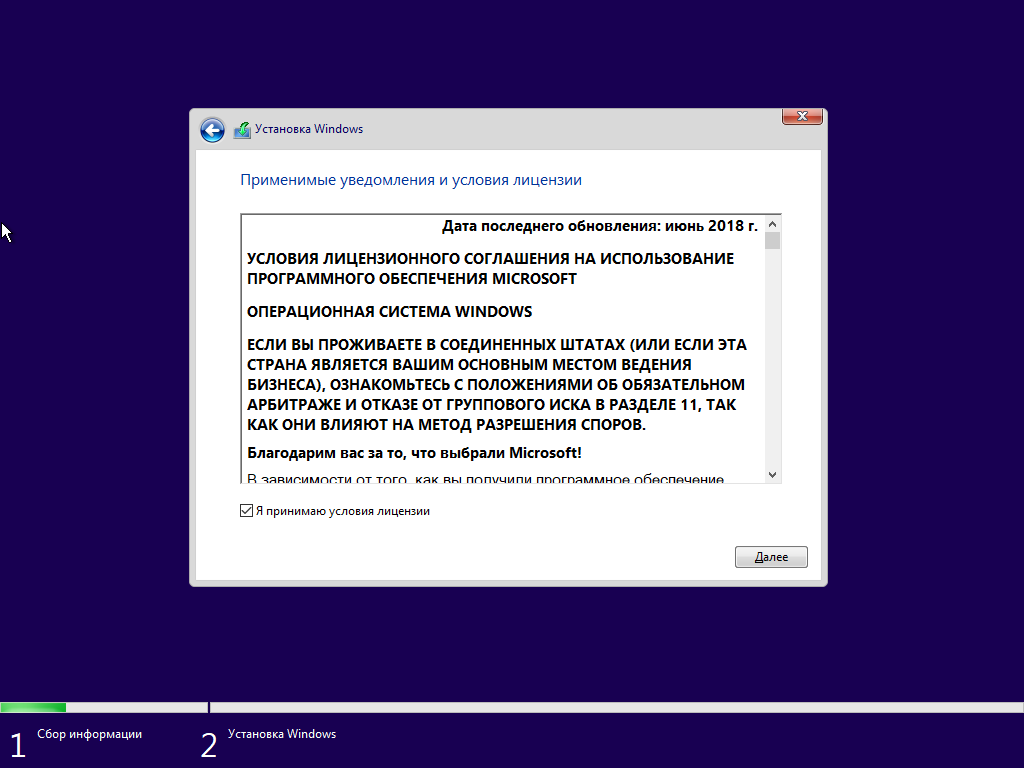 Установка Windows
Применимые уведомления и условия лицензии
Дата последнего обновления: июнь 2018 г.
УСЛОВИЯ ЛИЦЕНЗИОННОГО СОГЛАШЕНИЯ НА ИСПОЛЬЗОВАНИЕ
ПРОГРАММНОГО ОБЕСПЕЧЕНИЯ MICROSOFT
ОПЕРАЦИОННАЯ СИСТЕМА WINDOWS
ЕСЛИ ВЫ ПРОЖИВАЕТЕ В СОЕДИНЕННЫХ ШТАТАХ (ИЛИ ЕСЛИ ЭТА
СТРАНА ЯВЛЯЕТСЯ ВАШИМ ОСНОВНЫМ МЕСТОМ ВЕДЕНИЯ
БИЗНЕСА), ОЗНАКОМЬТЕСЬ С ПОЛОЖЕНИЯМИ ОБ ОБЯЗАТЕЛЬНОМ
АРБИТРАЖЕ И ОТКАЗЕ ОТ ГРУППОВОГО ИСКА В РАЗДЕЛЕ 11, ТАК
КАК ОНИ ВЛИЯЮТ НА МЕТОД РАЗРЕШЕНИЯ СПОРОВ.
Благодарим вас за то, что выбрали Microsoft!
В зависимости от того, как вы получили программное обеспечение
Я принимаю условия лицензии
Далее
1 Сбор информации
2 Установка Windows